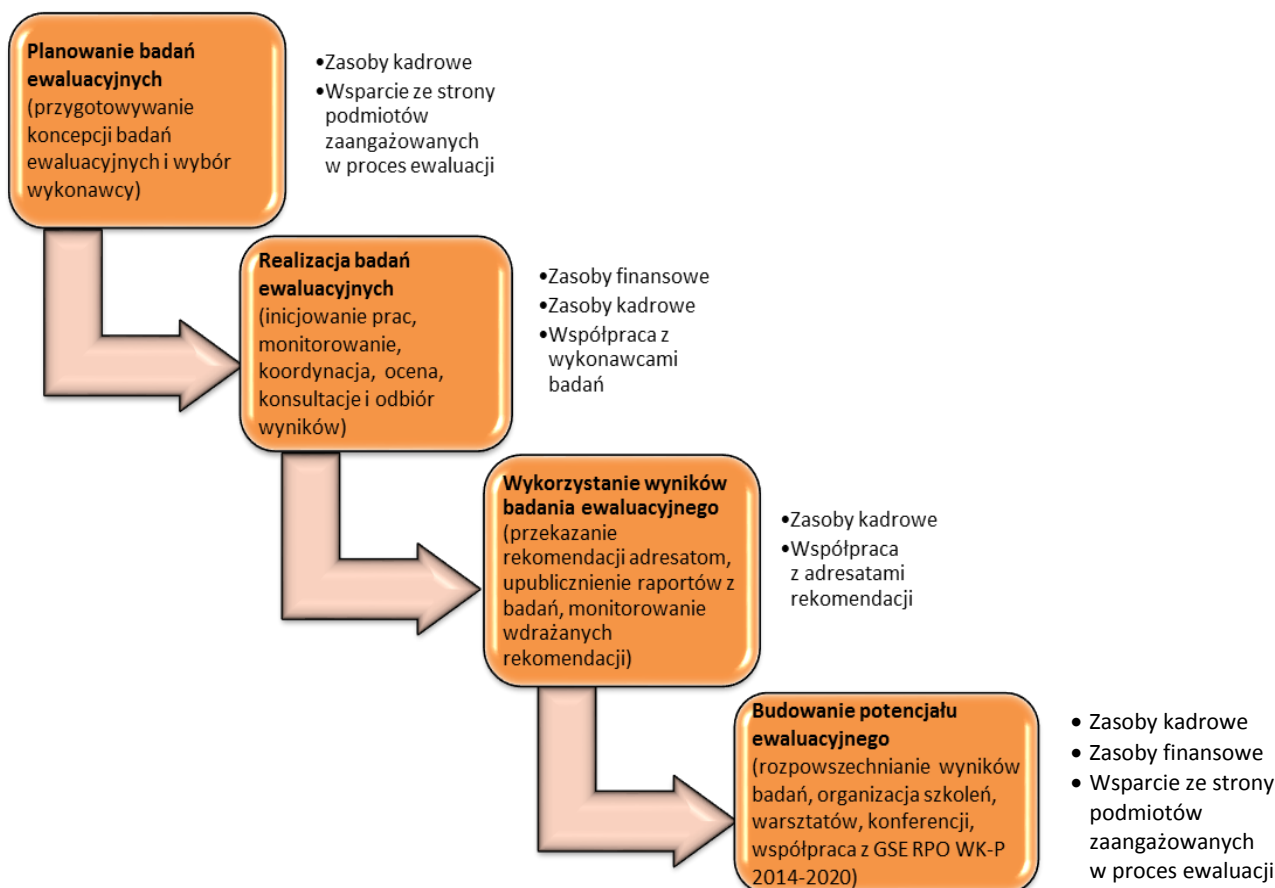 Planowanie badań
ewaluacyjnych
(przygotowywanie
koncepcji badań
ewaluacyjnych i wybór
wykonawcy)
•Zasoby kadrowe
•Wsparcie ze strony
podmiotów
zaangażowanych
w proces ewaluacji
Realizacja badań
ewaluacyjnych
(inicjowanie prac,
monitorowanie,
koordynacja, ocena,
konsultacje i odbiór
wyników)
•Zasoby finansowe
•Zasoby kadrowe
•Współpraca z
wykonawcami
badań
Wykorzystanie wyników
badania ewaluacyjnego
(przekazanie
rekomendacji adresatom,
upublicznienie raportów z
badań, monitorowanie
wdrażanych
rekomendacji)
•Zasoby kadrowe
•Współpraca
z adresatami
rekomendacji
Budowanie potencjału
ewaluacyjnego
(rozpowszechnianie wyników
badań, organizacja szkoleń,
warsztatów, konferencji,
współpraca z GSE RPO WK-P
2014-2020)
• Zasoby kadrowe
• Zasoby finansowe
• Wsparcie ze strony
podmiotów
zaangażowanych
w proces ewaluacji